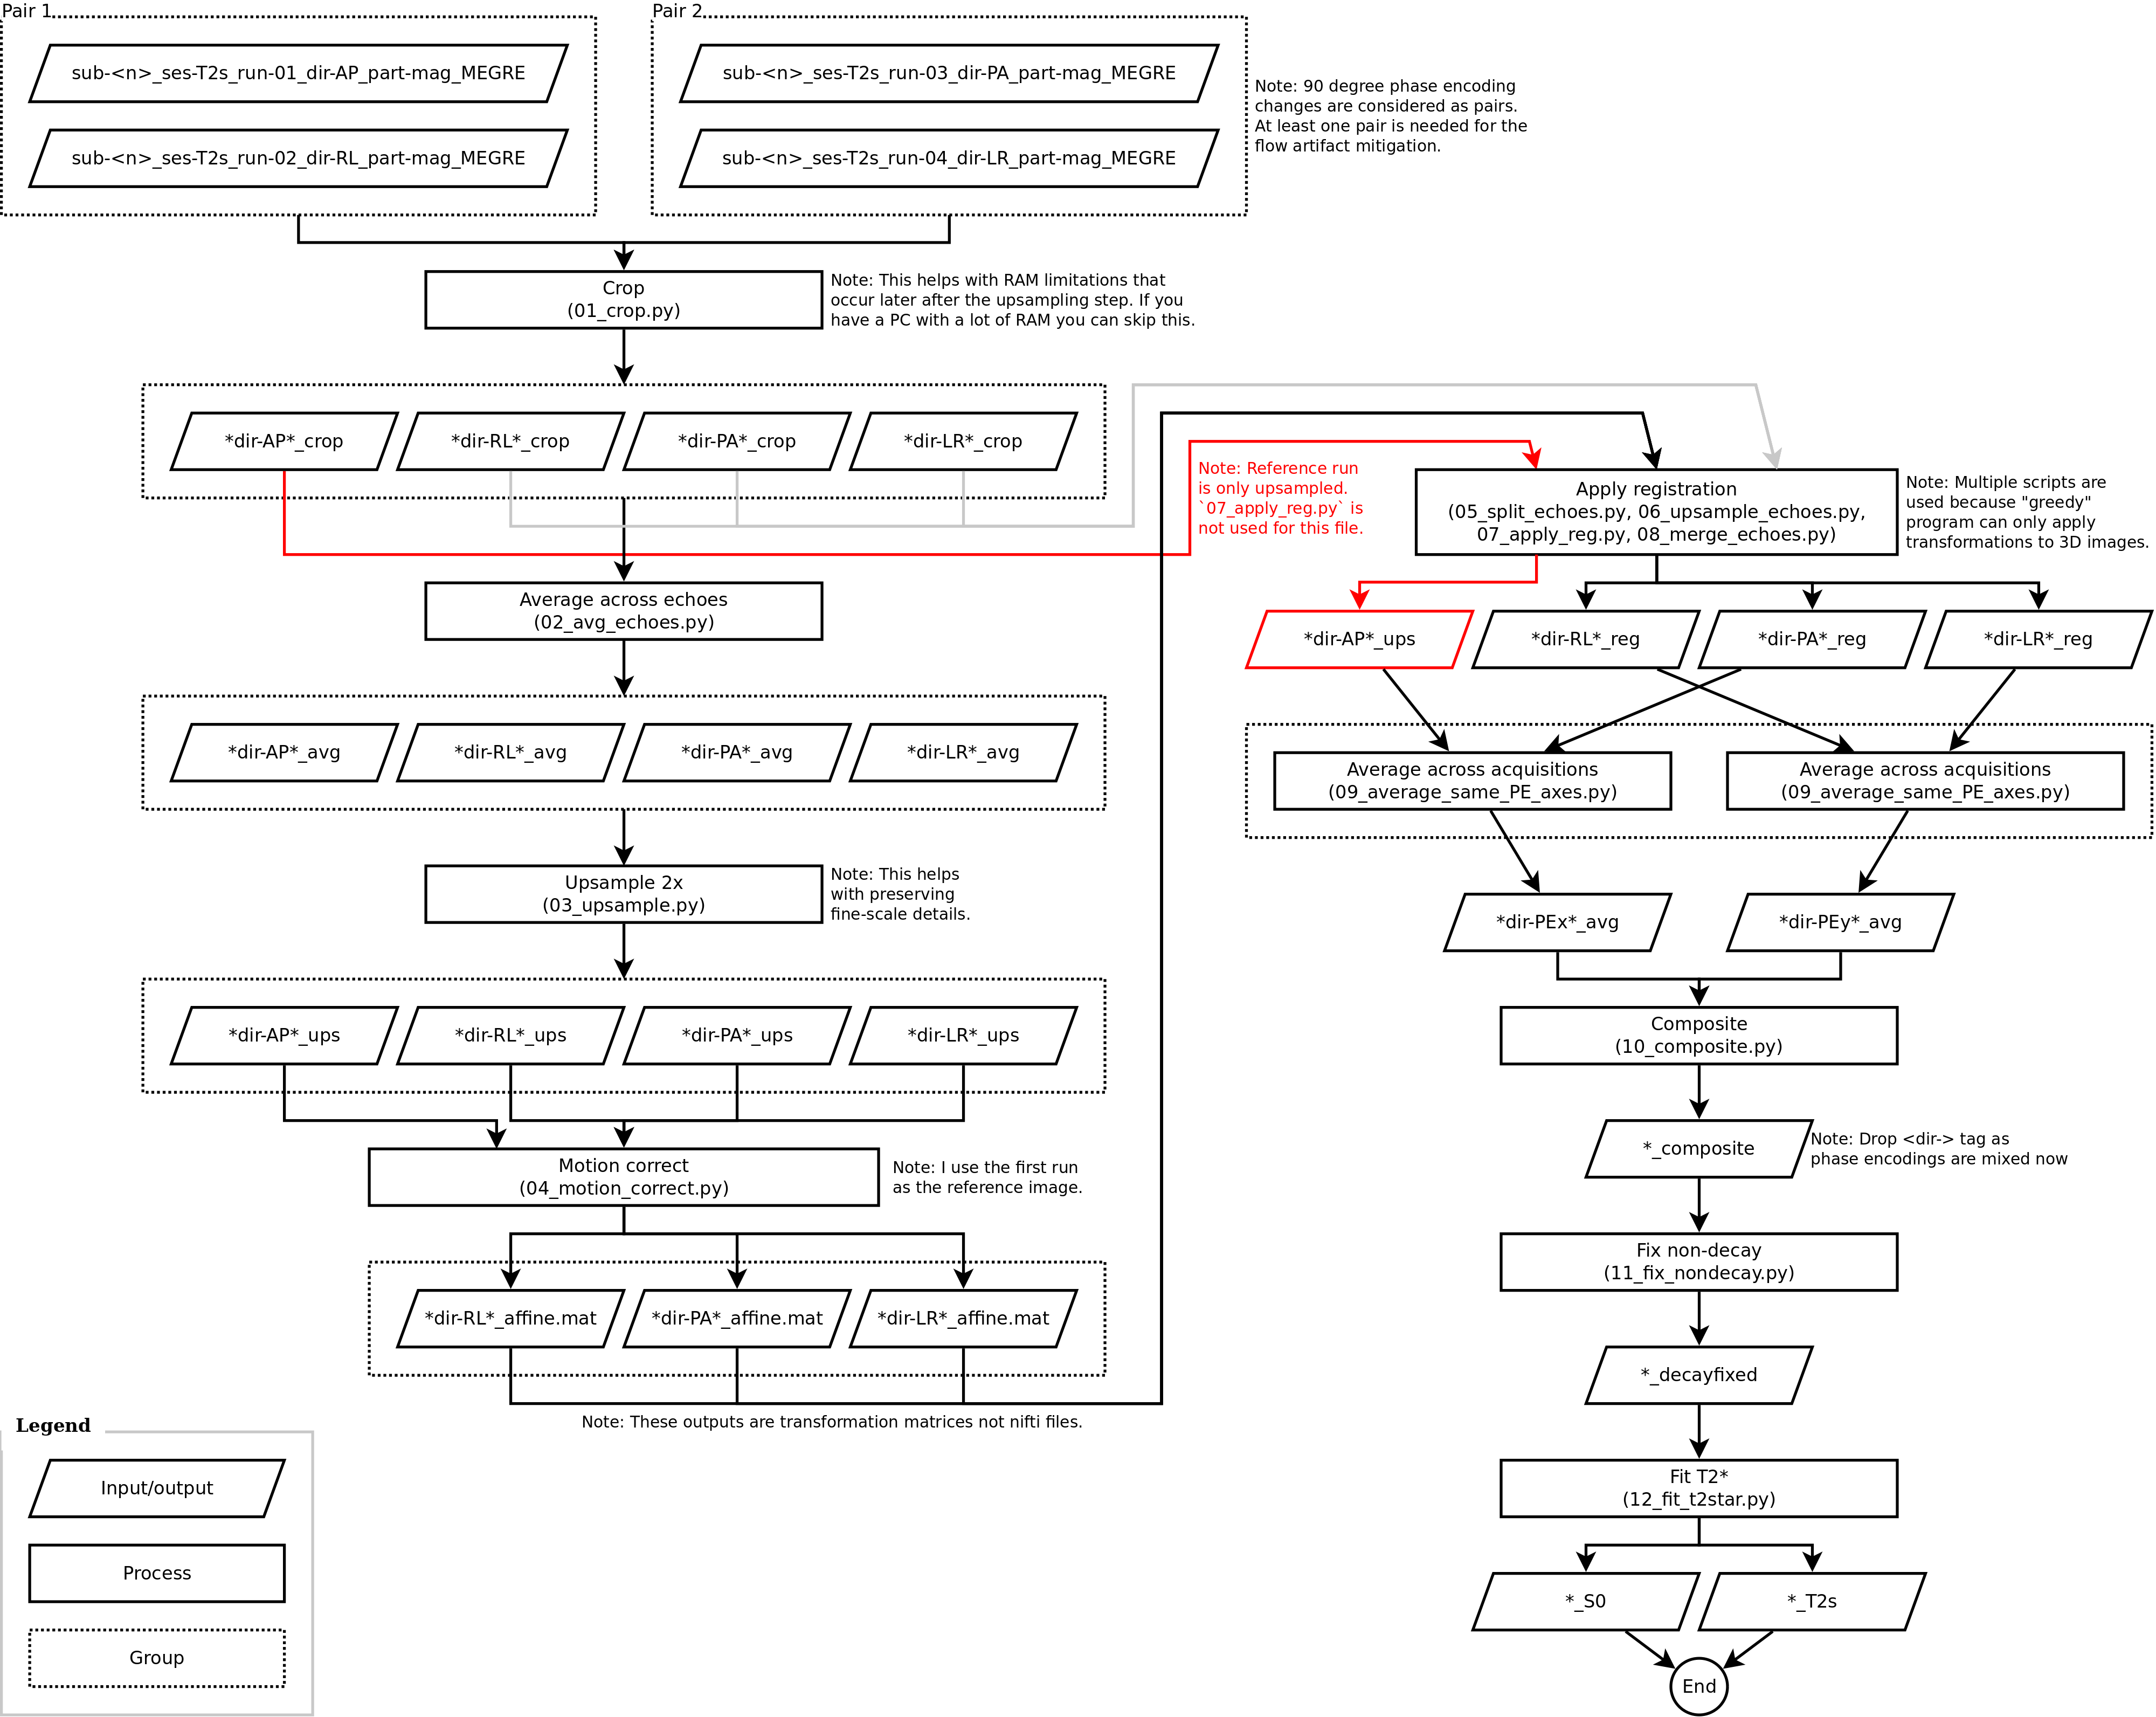 Pair 1
sub-<n>_ses-T2s_run-01_dir-AP_part-mag_MEGRE
sub-<n>_ses-T2s_run-02_dir-RL_part-mag_MEGRE
Pair 2
sub-<n>_ses-T2s_run-03_dir-PA_part-mag_MEGRE
sub-<n>_ses-T2s_run-04_dir-LR_part-mag_MEGRE
Note: 90 degree phase encoding
changes are considered as pairs.
At least one pair is needed for the
flow artifact mitigation.
Crop
(01_crop.py)
Note: This helps with RAM limitations that
occur later after the upsampling step. If you
have a PC with a lot of RAM you can skip this.
*dir-AP*_crop
*dir-RL*_crop
*dir-PA*_crop
*dir-LR*_crop
Average across echoes
(02_avg_echoes.py)
*dir-AP*_avg
*dir-RL*_avg
*dir-PA*_avg
*dir-LR*_avg
Upsample 2x
(03_upsample.py)
Note: This helps
with preserving
fine-scale details.
*dir-AP*_ups
*dir-RL*_ups
*dir-PA*_ups
*dir-LR*_ups
Motion correct
(04_motion_correct.py)
Note: I use the first run
as the reference image.
*dir-RL*_affine.mat
*dir-PA*_affine.mat
*dir-LR*_affine.mat
Note: These outputs are transformation matrices not nifti files.
Note: Reference run
is only upsampled.
`07_apply_reg.py` is
not used for this file.
Apply registration
(05_split_echoes.py, 06_upsample_echoes.py,
07_apply_reg.py, 08_merge_echoes.py)
Note: Multiple scripts are
used because "greedy"
program can only apply
transformations to 3D images.
*dir-AP*_ups
*dir-RL*_reg
*dir-PA*_reg
*dir-LR*_reg
Average across acquisitions
(09_average_same_PE_axes.py)
Average across acquisitions
(09_average_same_PE_axes.py)
*dir-PEx*_avg
*dir-PEy*_avg
Composite
(10_composite.py)
*_composite
Note: Drop <dir-> tag as
phase encodings are mixed now
Fix non-decay
(11_fix_nondecay.py)
*_decayfixed
Fit T2*
(12_fit_t2star.py)
*_S0
*_T2s
End
Legend
Input/output
Process
Group